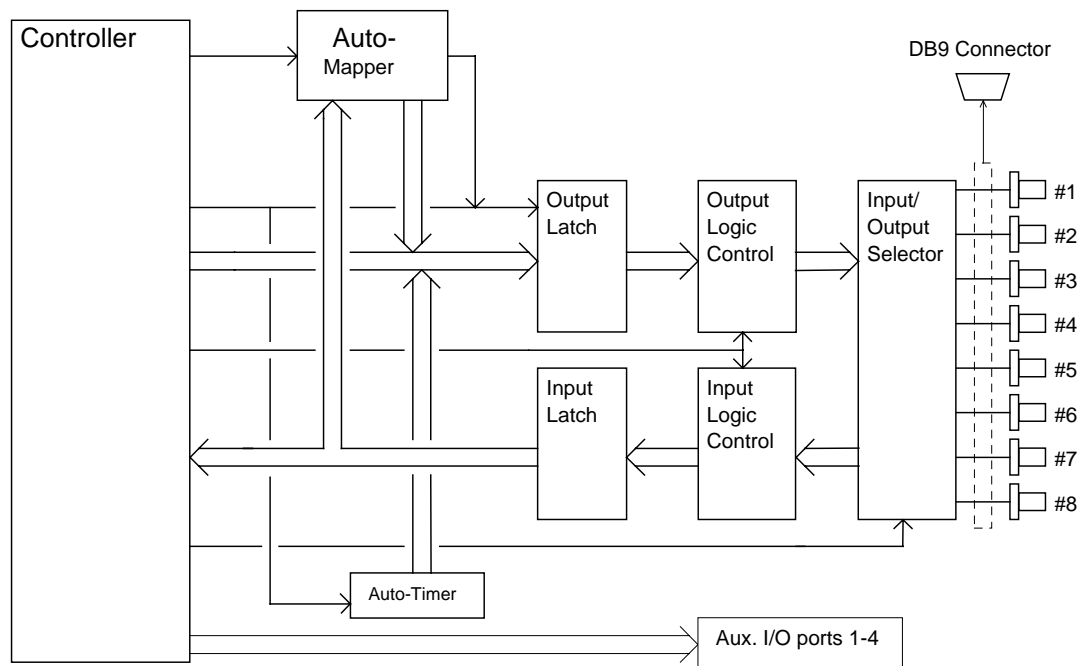 Controller
Auto-
Mapper
DB9 Connector
Output
Latch
Output
Logic
Control
Input/
Output
Selector
#1
#2
#3
#4
#5
#6
#7
#8
Input
Latch
Input
Logic
Control
Auto-Timer
Aux. I/O ports 1-4